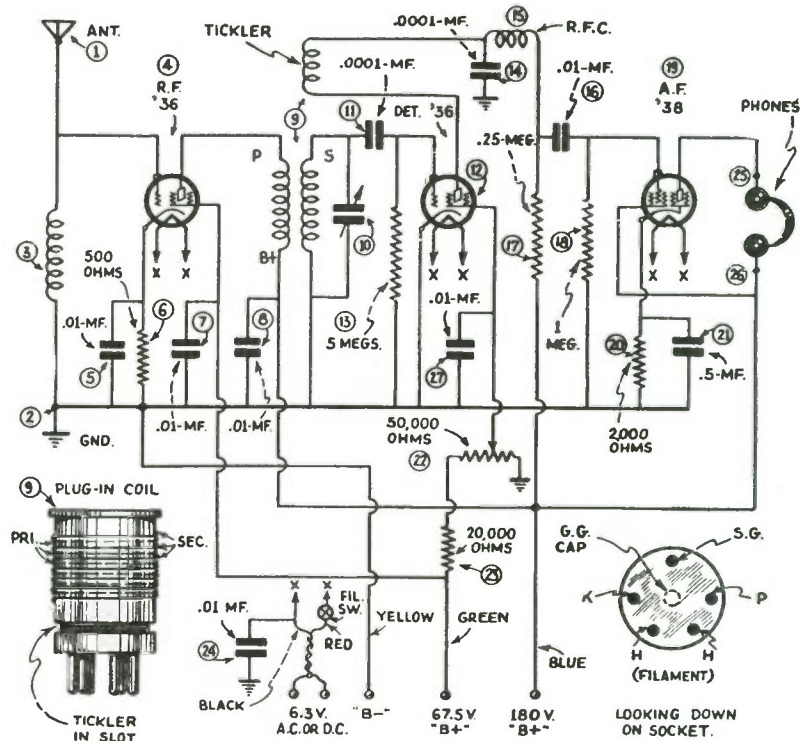 ANT.
①
TICKLER
.0001-MF.
⑮
R.F.C.
④
R.F.
'36
.0001-MF.
⑨
⑪
DET. '36
⑭
.01-MF.
⑯
⑲
A.F.
'38
PHONES
P
S
.25-MEG.
⑫
㉕
③
⑩
⑰
⑱
㉖
X X
X X
X X
B+
500 OHMS
⑥
.01-MF.
⑤
⑦
⑧
⑬
5 MEGS.
.01-MF.
㉗
1 MEG.
⑳
㉑
.5-MF.
②
GND.
.01-MF.
.01-MF.
50,000 OHMS
㉒
2,000 OHMS
⑨
PLUG-IN COIL
PRI.
SEC.
20,000 OHMS
㉓
G.G. CAP
S.G.
K
P
H
H
(FILAMENT)
X X
FIL. SW.
.01 MF.
㉔
RED
YELLOW
GREEN
BLUE
BLACK
TICKLER IN SLOT
6.3 V.
A.C. OR D.C.
"B-"
67.5 V.
"B+"
180 V.
"B+"
LOOKING DOWN
ON SOCKET.